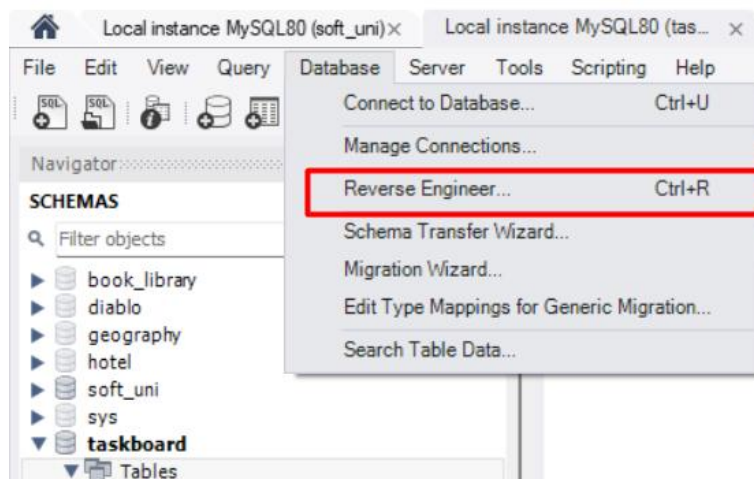 Local instance MySQL80 (soft_uni) × Local instance MySQL80 (tas... ×
File Edit View Query Database Server Tools Scripting Help
SQL SQL
Connect to Database... Ctrl+U
Manage Connections...
Reverse Engineer... Ctrl+R
Schema Transfer Wizard...
Migration Wizard...
Edit Type Mappings for Generic Migration...
Search Table Data...
Navigator
SCHEMAS
Filter objects
book_library
diablo
geography
hotel
soft_uni
sys
taskboard
Tables